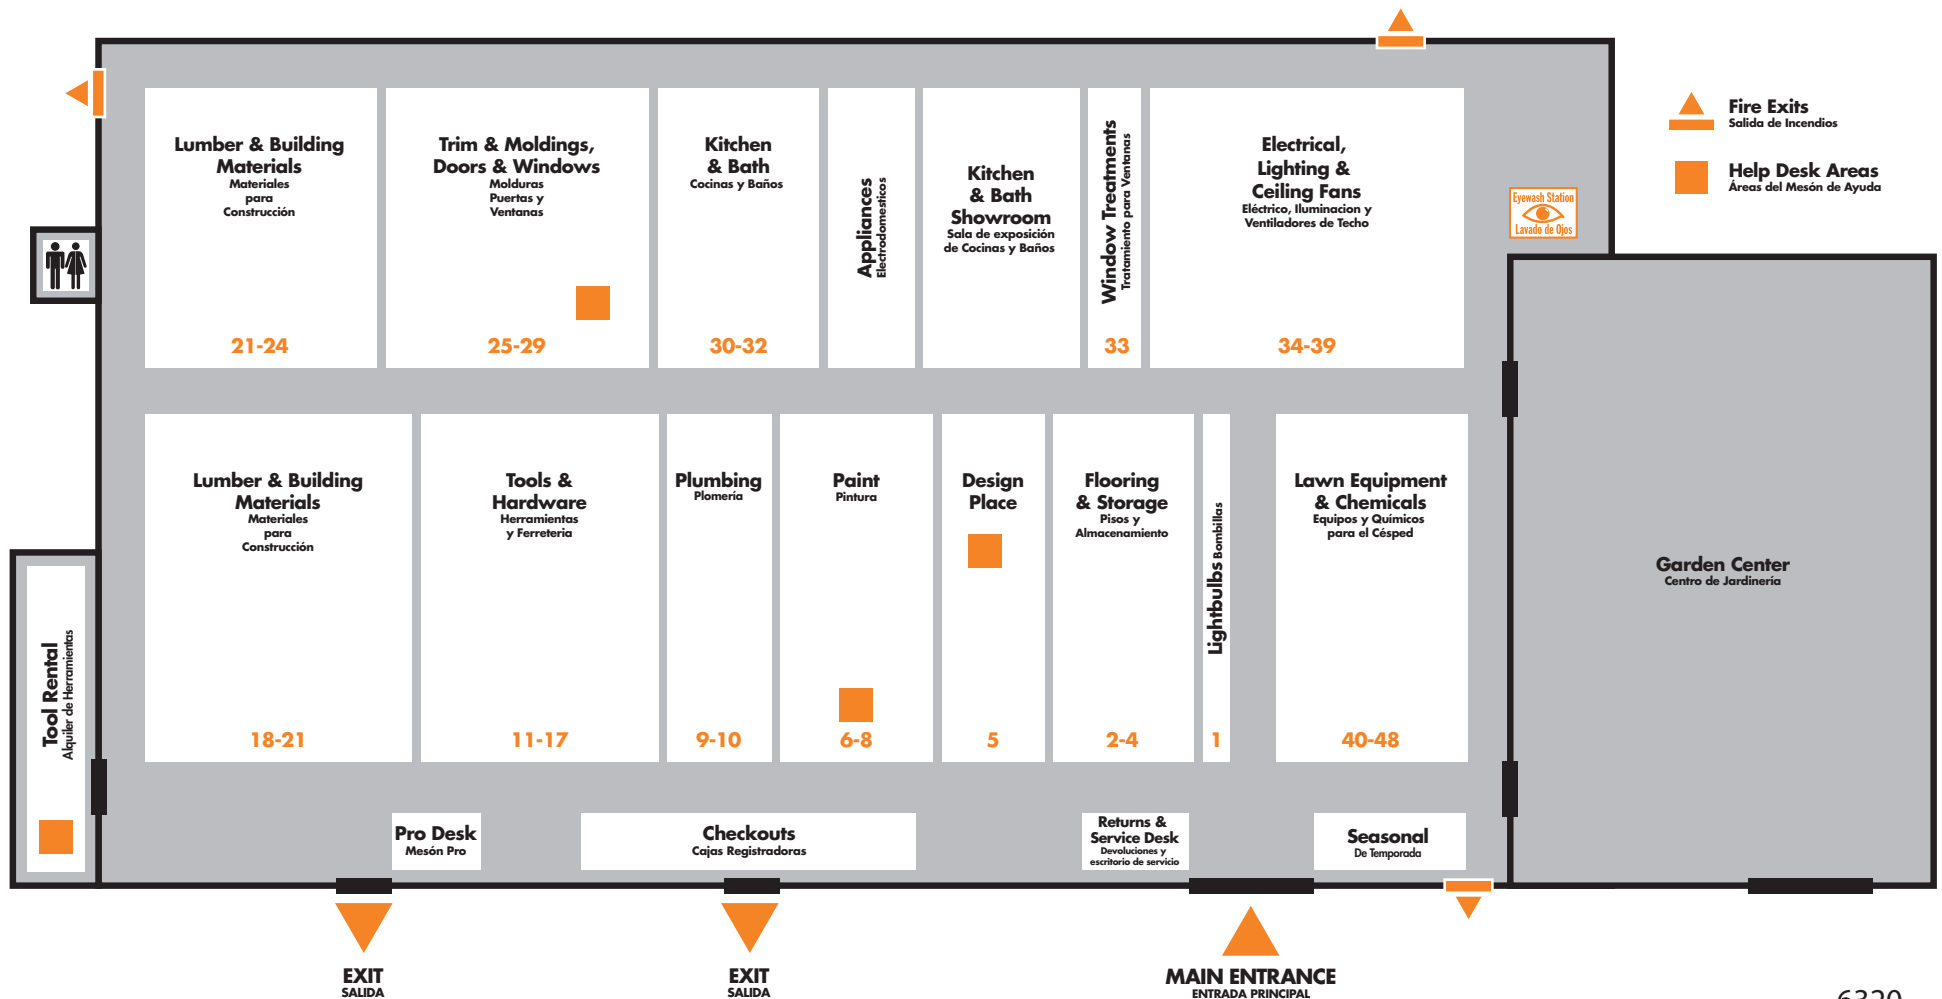 Lumber & Building
Materials
Materiales
para
Construcción
21-24
Trim & Moldings,
Doors & Windows
Molduras
Puertas y
Ventanas
25-29
Kitchen
& Bath
Cocinas y Baños
30-32
Appliances
Electrodomesticos
Kitchen
& Bath
Showroom
Sala de exposición
de Cocinas y Baños
Window Treatments
Tratamiento para Ventanas
33
Electrical,
Lighting &
Ceiling Fans
Eléctrico, Iluminacion y
Ventiladores de Techo
34-39
Eyewash Station
Lavado de Ojos
Fire Exits
Salida de Incendios
Help Desk Areas
Áreas del Mesón de Ayuda
Lumber & Building
Materials
Materiales
para
Construcción
18-21
Tools &
Hardware
Herramientas
y Ferreteria
11-17
Plumbing
Plomería
9-10
Paint
Pintura
6-8
Design
Place
5
Flooring
& Storage
Pisos y
Almacenamiento
2-4
Lightbulbs Bombillas
1
Lawn Equipment
& Chemicals
Equipos y Químicos
para el Césped
40-48
Garden Center
Centro de Jardinería
Tool Rental
Alquiler de Herramientas
Pro Desk
Mesón Pro
Checkouts
Cajas Registradoras
Returns &
Service Desk
Devoluciones y
escritorio de servicio
Seasonal
De Temporada
EXIT
SALIDA
EXIT
SALIDA
MAIN ENTRANCE
ENTRADA PRINCIPAL
6320